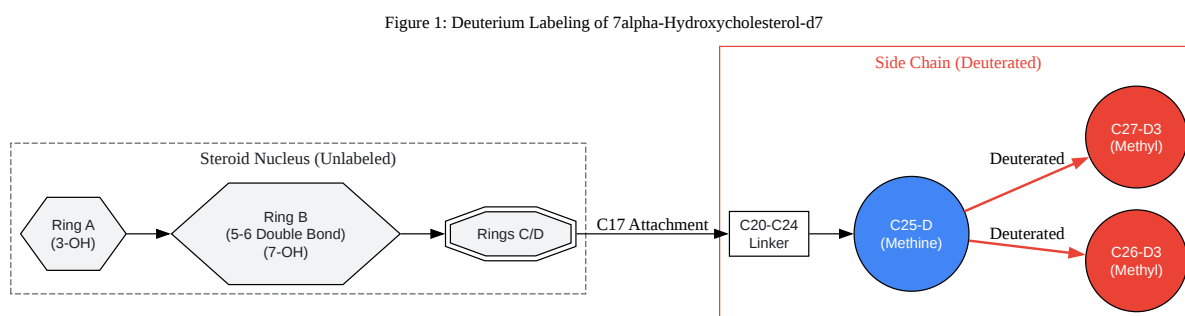 Figure 1: Deuterium Labeling of 7alpha-Hydroxycholesterol-d7
Steroid Nucleus (Unlabeled)
Ring A
(3-OH)
Ring B
(5-6 Double Bond)
(7-OH)
Rings C/D
C17 Attachment
Side Chain (Deuterated)
C20-C24
Linker
C25-D
(Methine)
Deuterated
C27-D3
(Methyl)
Deuterated
C26-D3
(Methyl)